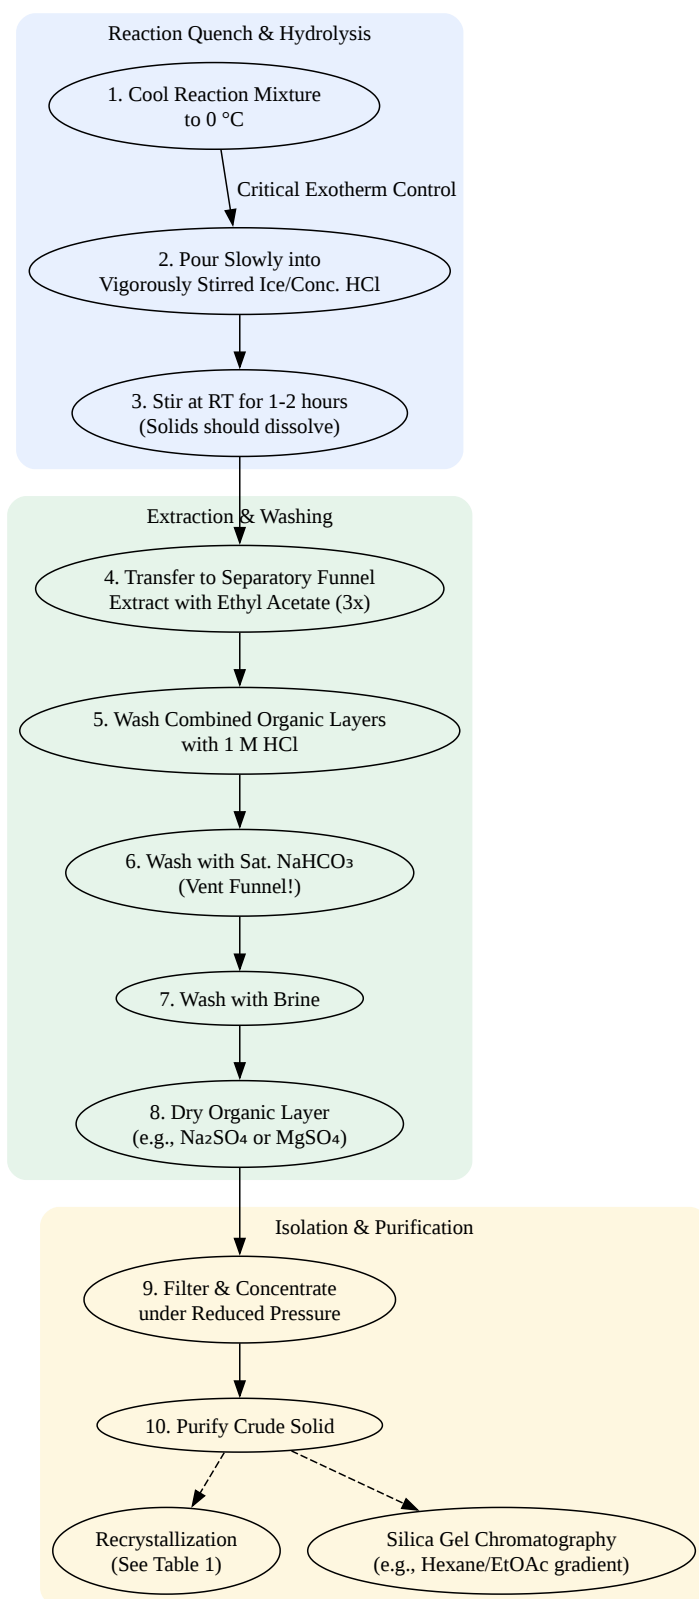 Reaction Quench & Hydrolysis
1. Cool Reaction Mixture
to 0 °C
Critical Exotherm Control
2. Pour Slowly into
Vigorously Stirred Ice/Conc. HCl
3. Stir at RT for 1-2 hours
(Solids should dissolve)
Extraction & Washing
4. Transfer to Separatory Funnel
Extract with Ethyl Acetate (3x)
5. Wash Combined Organic Layers
with 1 M HCl
6. Wash with Sat. NaHCO₃
(Vent Funnel!)
7. Wash with Brine
8. Dry Organic Layer
(e.g., Na₂SO₄ or MgSO₄)
Isolation & Purification
9. Filter & Concentrate
under Reduced Pressure
10. Purify Crude Solid
Recrystallization
(See Table 1)
Silica Gel Chromatography
(e.g., Hexane/EtOAc gradient)